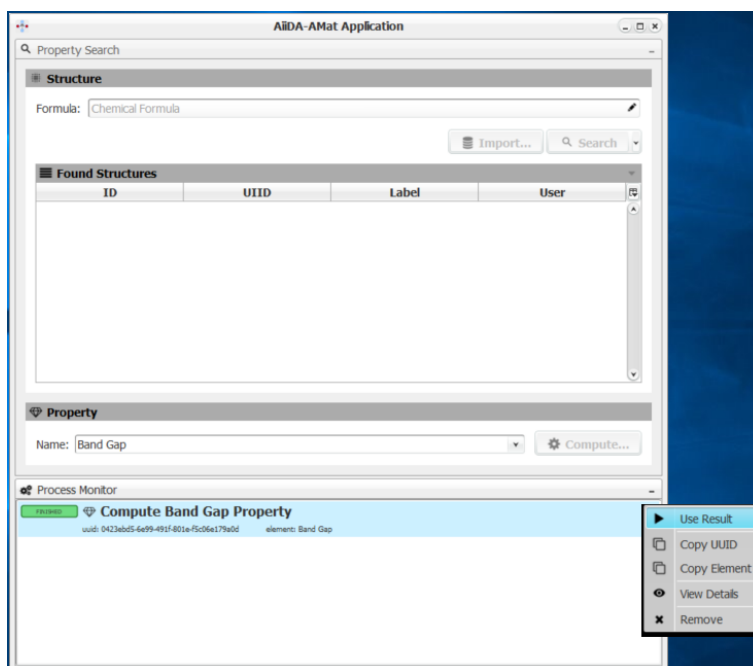 AiiDA-AMat Application
Property Search
Structure
Formula: Chemical Formula
Import... Search
Found Structures
ID UIID Label User
Property
Name: Band Gap Compute...
Process Monitor
FINISHED Compute Band Gap Property
uuid: 0423ebd5-6e99-491f-801e-f5c06e179a0d element: Band Gap
Use Result
Copy UUID
Copy Element
View Details
Remove